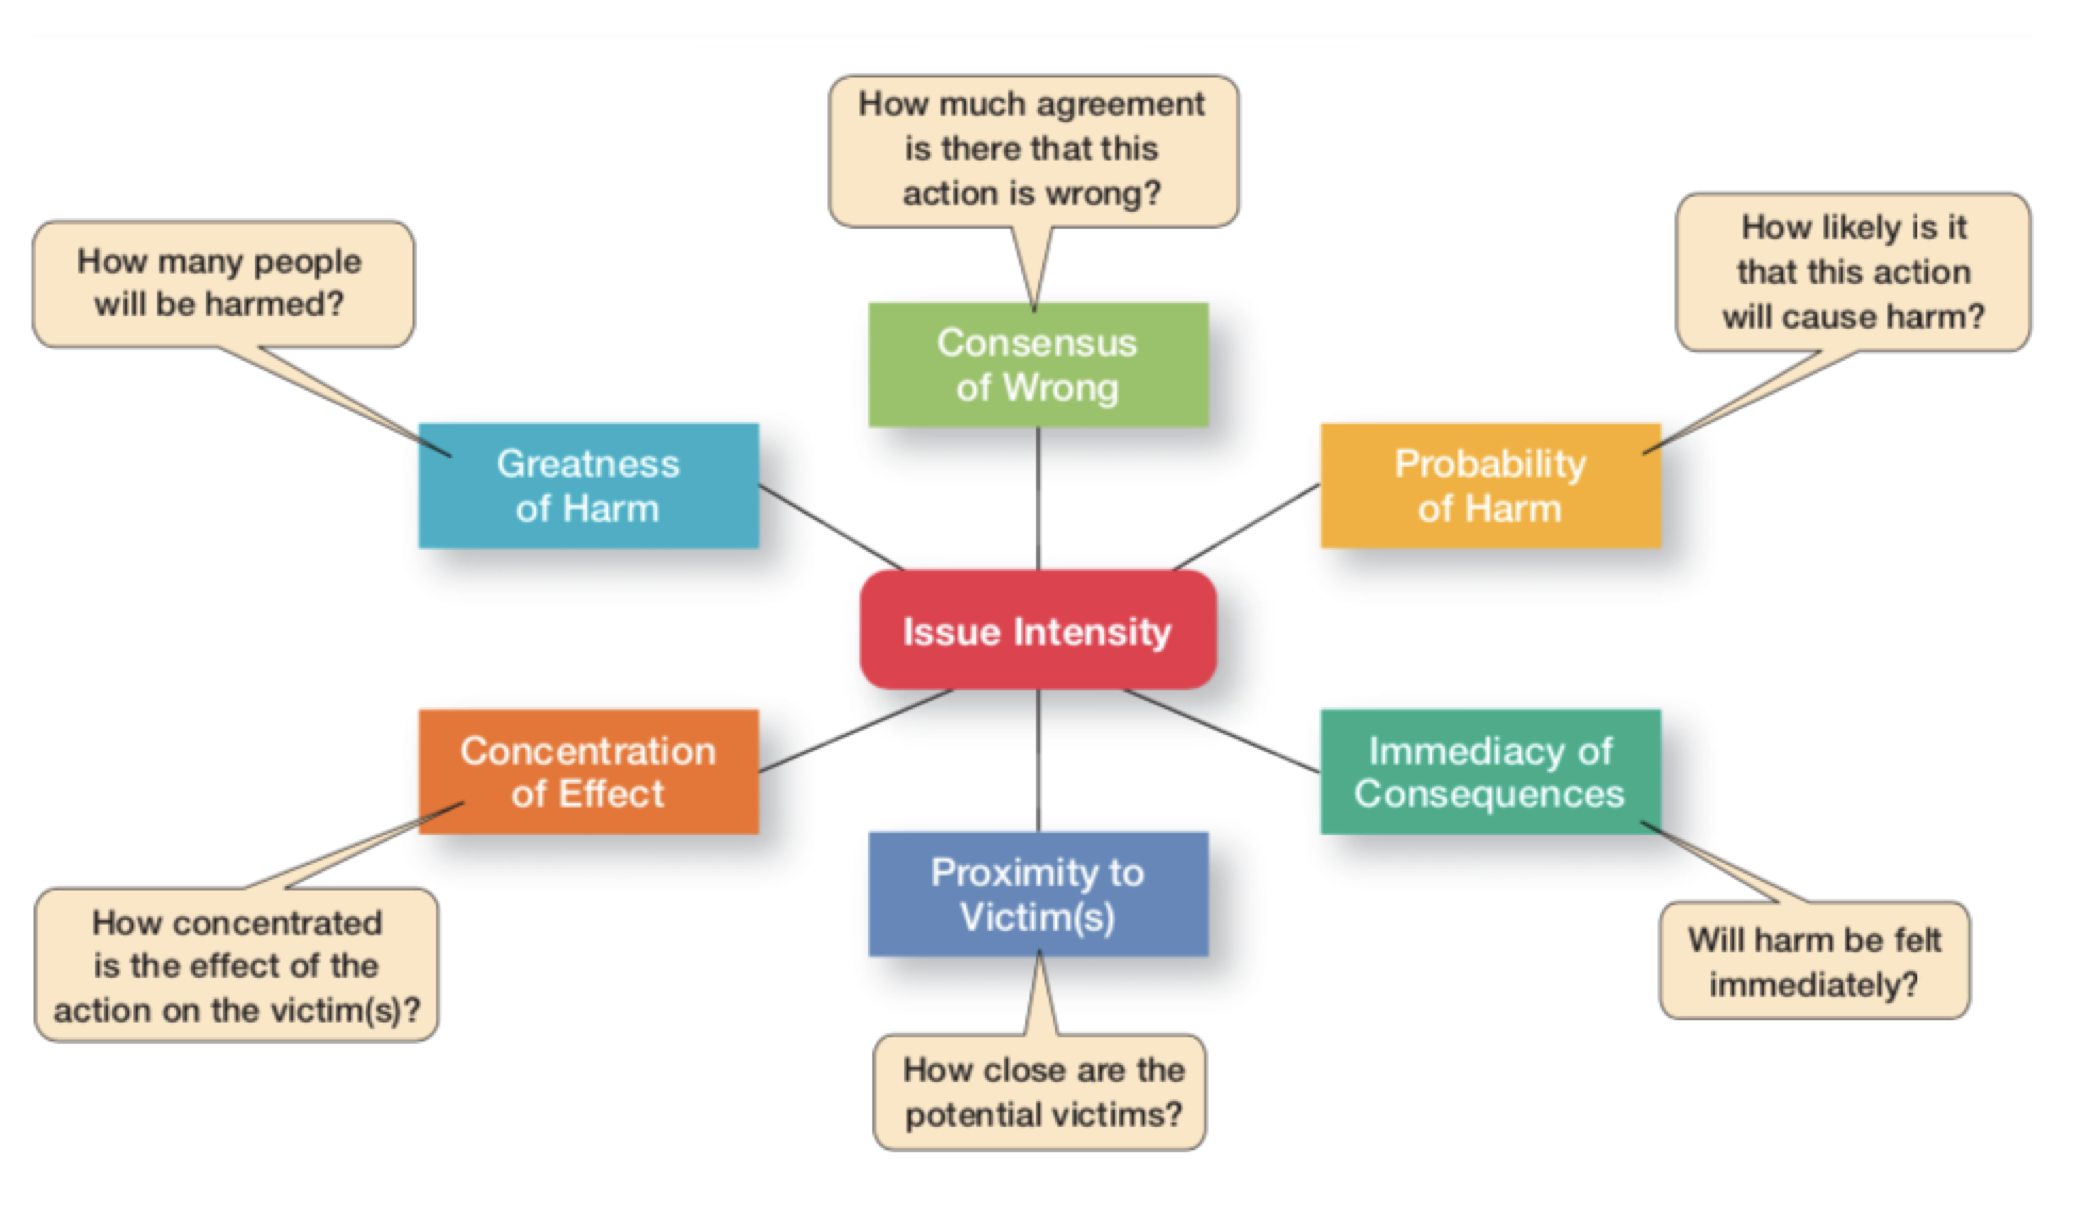 How much agreement
is there that this
action is wrong?
How likely is it
that this action
will cause harm?
How many people
will be harmed?
Consensus
of Wrong
Greatness
of Harm
Probability
of Harm
Issue Intensity
Concentration
of Effect
Immediacy of
Consequences
Proximity to
Victim(s)
How concentrated
is the effect of the
action on the victim(s)?
Will harm be felt
immediately?
How close are the
potential victims?